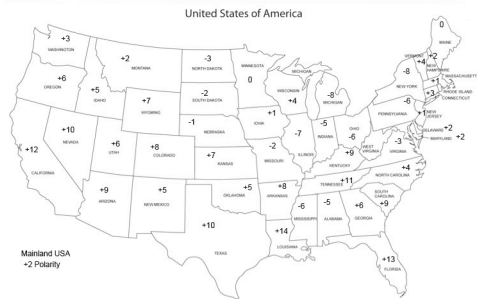 United States of America
0
MAINE
+3
WASHINGTON
+2
MONTANA
-3
NORTH DAKOTA
MINNESOTA
0
VERMONT
+4
+2
NEW HAMPSHIRE
MASSACHUSETTS
+1
RHODE ISLAND
+3
CONNECTICUT
+6
OREGON
+5
IDAHO
-2
SOUTH DAKOTA
WISCONSIN
+4
MICHIGAN
-8
MICHIGAN
-8
NEW YORK
+7
WYOMING
-6
PENNSYLVANIA
+1
NEW JERSEY
-1
NEBRASKA
+1
IOWA
+10
NEVADA
+6
UTAH
+8
COLORADO
-7
ILLINOIS
-5
INDIANA
OHIO
-6
DELAWARE +2
MARYLAND +2
+12
CALIFORNIA
+7
KANSAS
-2
MISSOURI
WEST VIRGINIA
-3
VIRGINIA
+9
KENTUCKY
+4
NORTH CAROLINA
+11
TENNESSEE
+9
ARIZONA
+5
NEW MEXICO
+5
OKLAHOMA
+8
ARKANSAS
SOUTH CAROLINA
+9
-6
MISSISSIPPI
-5
ALABAMA
+6
GEORGIA
+10
TEXAS
+14
LOUISIANA
+13
FLORIDA
Mainland USA
+2 Polarity